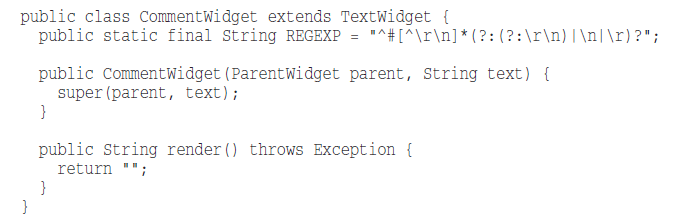 public class CommentWidget extends TextWidget {
  public static final String REGEXP = "^#[^\r\n]*(?:(?:\r\n)|\n|\r)?";

  public CommentWidget(ParentWidget parent, String text) {
    super(parent, text);
  }

  public String render() throws Exception {
    return "";
  }
}